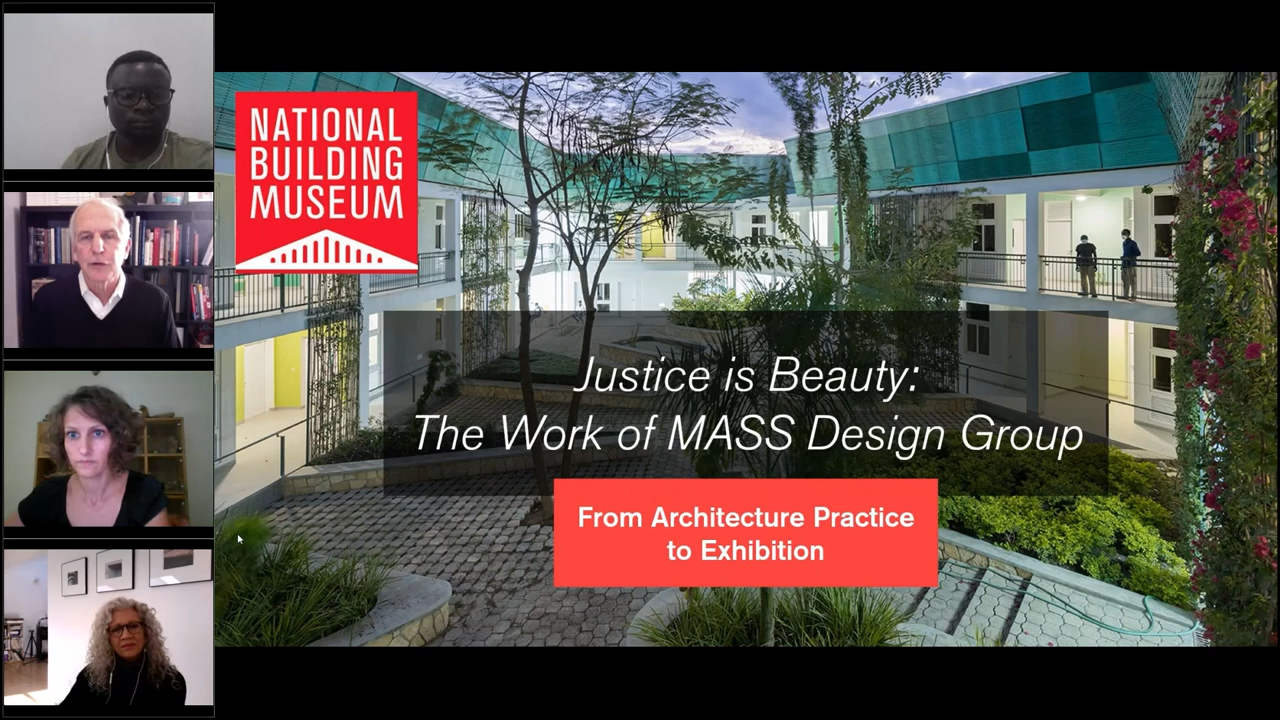 NATIONAL
BUILDING
MUSEUM
Justice is Beauty:
The Work of MASS Design Group
From Architecture Practice
to Exhibition